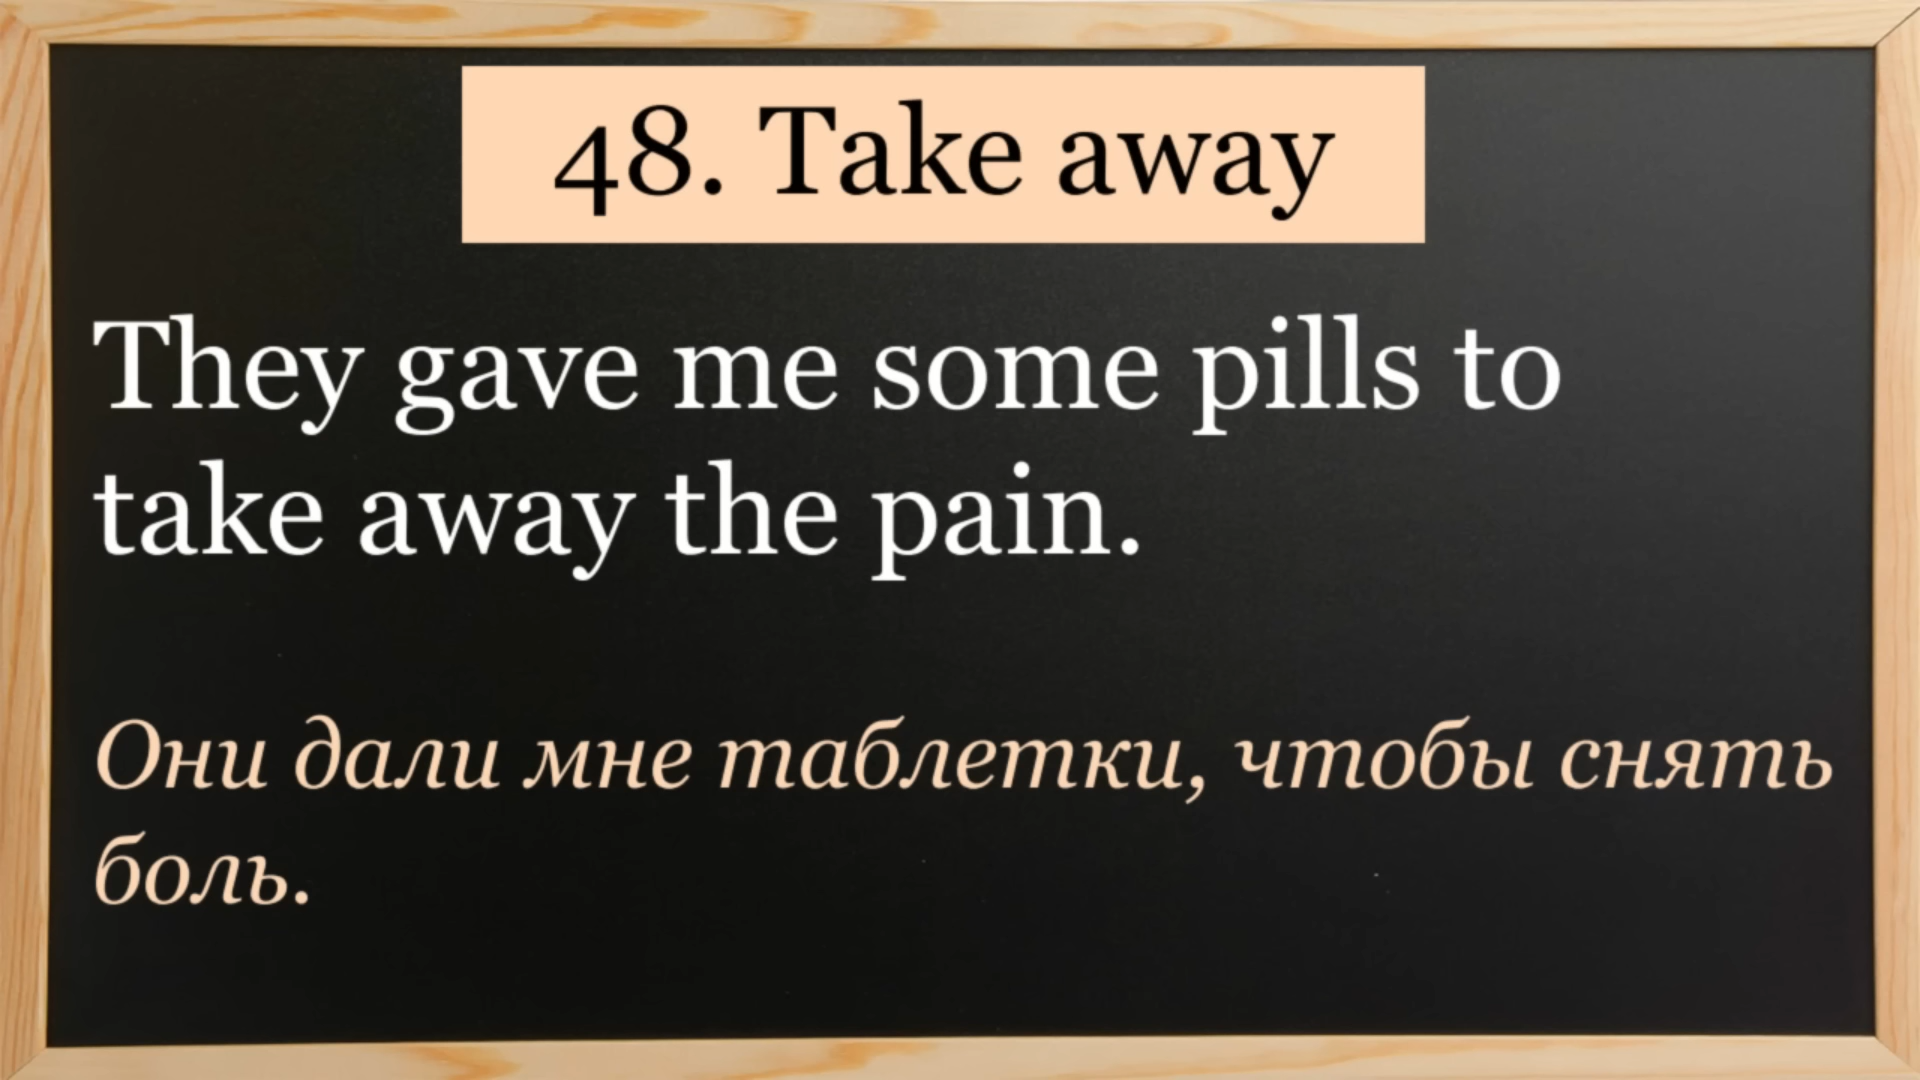 48. Take away
They gave me some pills to
take away the pain.
Они дали мне таблетки, чтобы снять
боль.